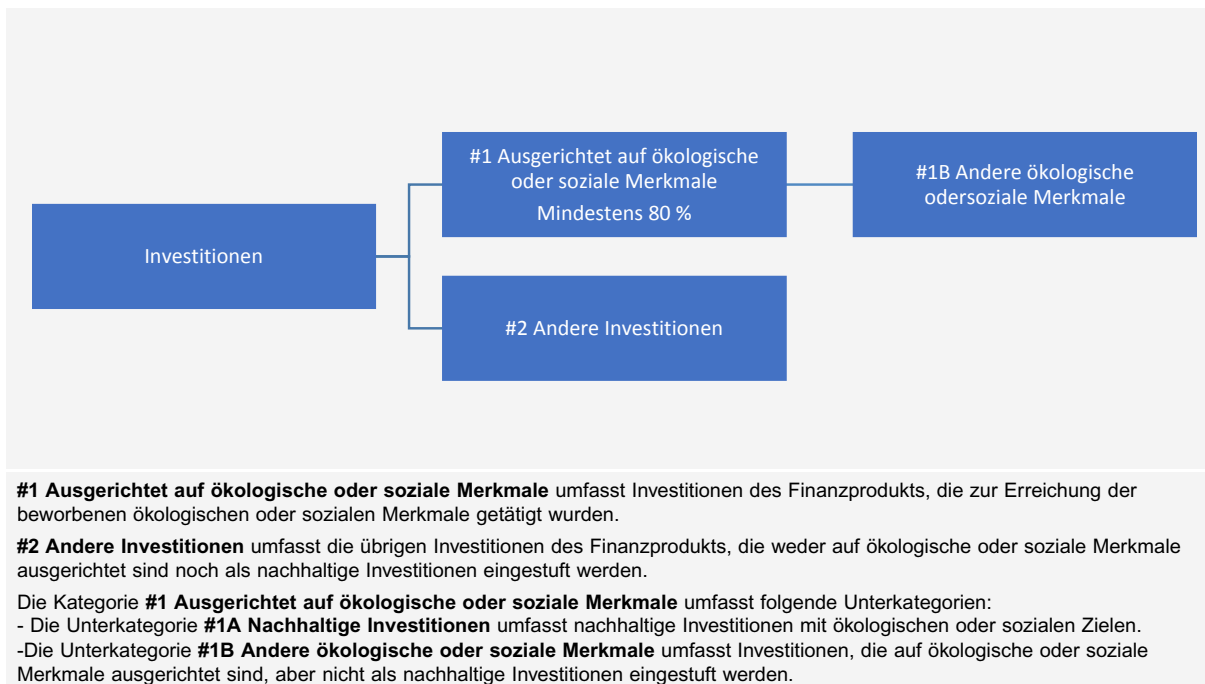 #1 Ausgerichtet auf ökologische
oder soziale Merkmale
Mindestens 80 %
#1B Andere ökologische
odersoziale Merkmale
Investitionen
#2 Andere Investitionen
#1 Ausgerichtet auf ökologische oder soziale Merkmale umfasst Investitionen des Finanzprodukts, die zur Erreichung der
beworbenen ökologischen oder sozialen Merkmale getätigt wurden.
#2 Andere Investitionen umfasst die übrigen Investitionen des Finanzprodukts, die weder auf ökologische oder soziale Merkmale
ausgerichtet sind noch als nachhaltige Investitionen eingestuft werden.
Die Kategorie #1 Ausgerichtet auf ökologische oder soziale Merkmale umfasst folgende Unterkategorien:
- Die Unterkategorie #1A Nachhaltige Investitionen umfasst nachhaltige Investitionen mit ökologischen oder sozialen Zielen.
-Die Unterkategorie #1B Andere ökologische oder soziale Merkmale umfasst Investitionen, die auf ökologische oder soziale
Merkmale ausgerichtet sind, aber nicht als nachhaltige Investitionen eingestuft werden.